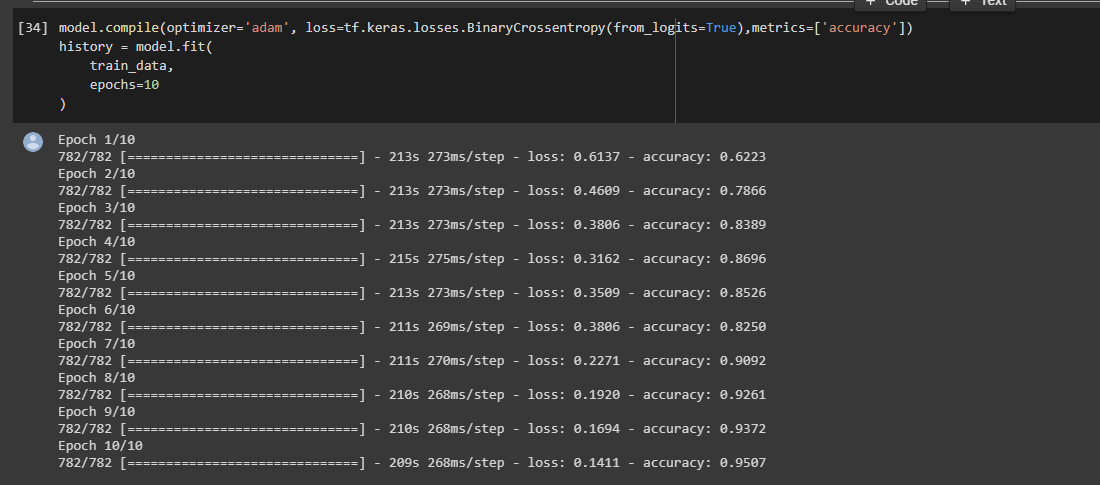 + Code + Text
[34] model.compile(optimizer='adam', loss=tf.keras.losses.BinaryCrossentropy(from_logits=True),metrics=['accuracy'])
history = model.fit(
train_data,
epochs=10
)
Epoch 1/10
782/782 [==============================] - 213s 273ms/step - loss: 0.6137 - accuracy: 0.6223
Epoch 2/10
782/782 [==============================] - 213s 273ms/step - loss: 0.4609 - accuracy: 0.7866
Epoch 3/10
782/782 [==============================] - 213s 273ms/step - loss: 0.3806 - accuracy: 0.8389
Epoch 4/10
782/782 [==============================] - 215s 275ms/step - loss: 0.3162 - accuracy: 0.8696
Epoch 5/10
782/782 [==============================] - 213s 273ms/step - loss: 0.3509 - accuracy: 0.8526
Epoch 6/10
782/782 [==============================] - 211s 269ms/step - loss: 0.3806 - accuracy: 0.8250
Epoch 7/10
782/782 [==============================] - 211s 270ms/step - loss: 0.2271 - accuracy: 0.9092
Epoch 8/10
782/782 [==============================] - 210s 268ms/step - loss: 0.1920 - accuracy: 0.9261
Epoch 9/10
782/782 [==============================] - 210s 268ms/step - loss: 0.1694 - accuracy: 0.9372
Epoch 10/10
782/782 [==============================] - 209s 268ms/step - loss: 0.1411 - accuracy: 0.9507